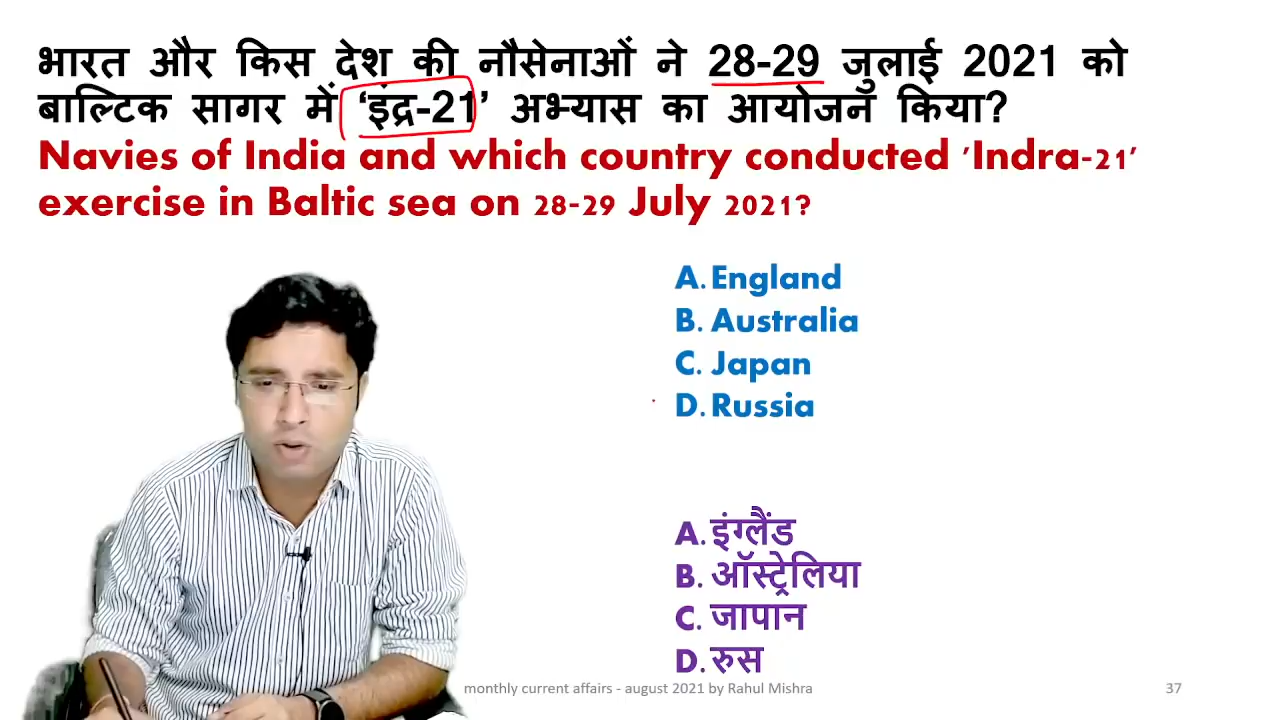 भारत और किस देश की नौसेनाओं ने 28-29 जुलाई 2021 को
बाल्टिक सागर में ‘इंद्र-21’ अभ्यास का आयोजन किया?
Navies of India and which country conducted 'Indra-21'
exercise in Baltic sea on 28-29 July 2021?
A. England
B. Australia
C. Japan
D. Russia
A. इंग्लैंड
B. ऑस्ट्रेलिया
C. जापान
D. रुस
monthly current affairs - august 2021 by Rahul Mishra
37